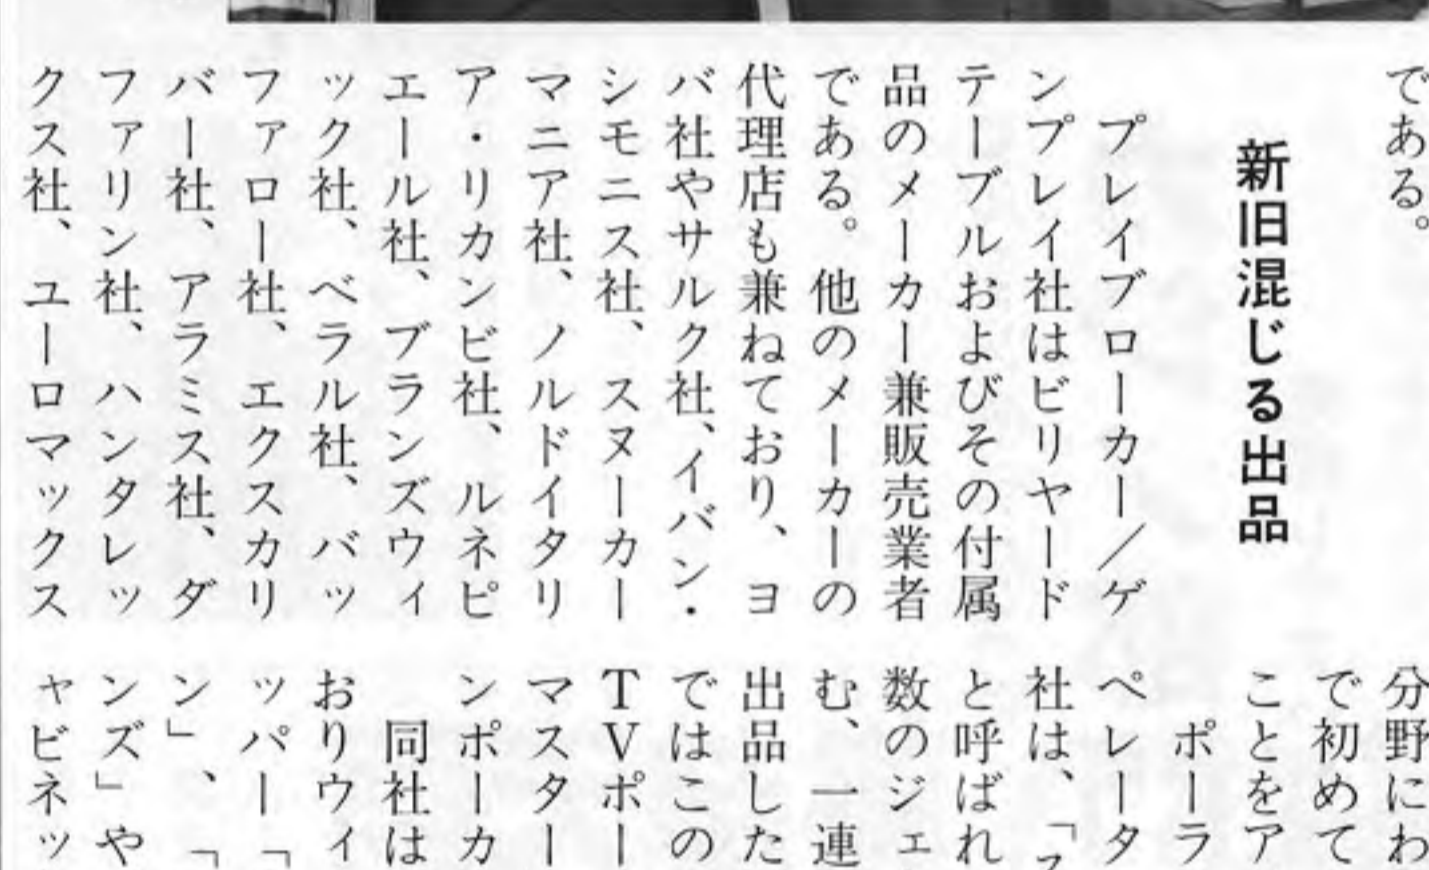 である。
新旧混じる出品
プレイブローカー／ゲ
ンプレイ社はビリヤード
テーブルおよびその付属
品のメーカー兼販売業者
である。他のメーカーの
代理店も兼ねており、ヨ
バ社やサルク社、イバン・
シモニス社、スヌーカー
マニア社、ノルドイタリ
ア・リカンビ社、ルネピ
エール社、ブランズウィ
ック社、ベラル社、バッ
ファロー社、エクスカリ
バー社、アラミス社、ダ
ファリン社、ハンタレッ
クス社、ユーロマックス
分野にわ
で初めて
ことをア
ポーラ
ペレータ
社は、「
と呼ばれ
数のジェ
む、一連
出品した
ではこの
TVポー
マスター
ンポーカ
同社は
おりウィ
ッパー「
ン」、「
ンズ」や
ャビネッ